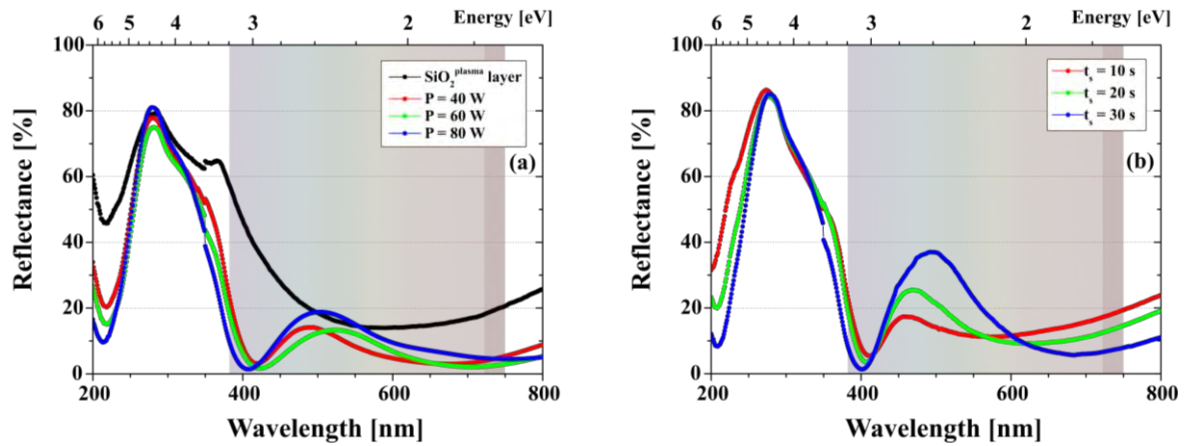 6 5 4 3 2 Energy [eV]
100
80
60
40
20
0
Reflectance [%]
SiO₂ᵖˡᵃˢᵐᵃ layer
P = 40 W
P = 60 W
P = 80 W
(a)
200 400 600 800
Wavelength [nm]
6 5 4 3 2 Energy [eV]
100
80
60
40
20
0
Reflectance [%]
tₛ = 10 s
tₛ = 20 s
tₛ = 30 s
(b)
200 400 600 800
Wavelength [nm]